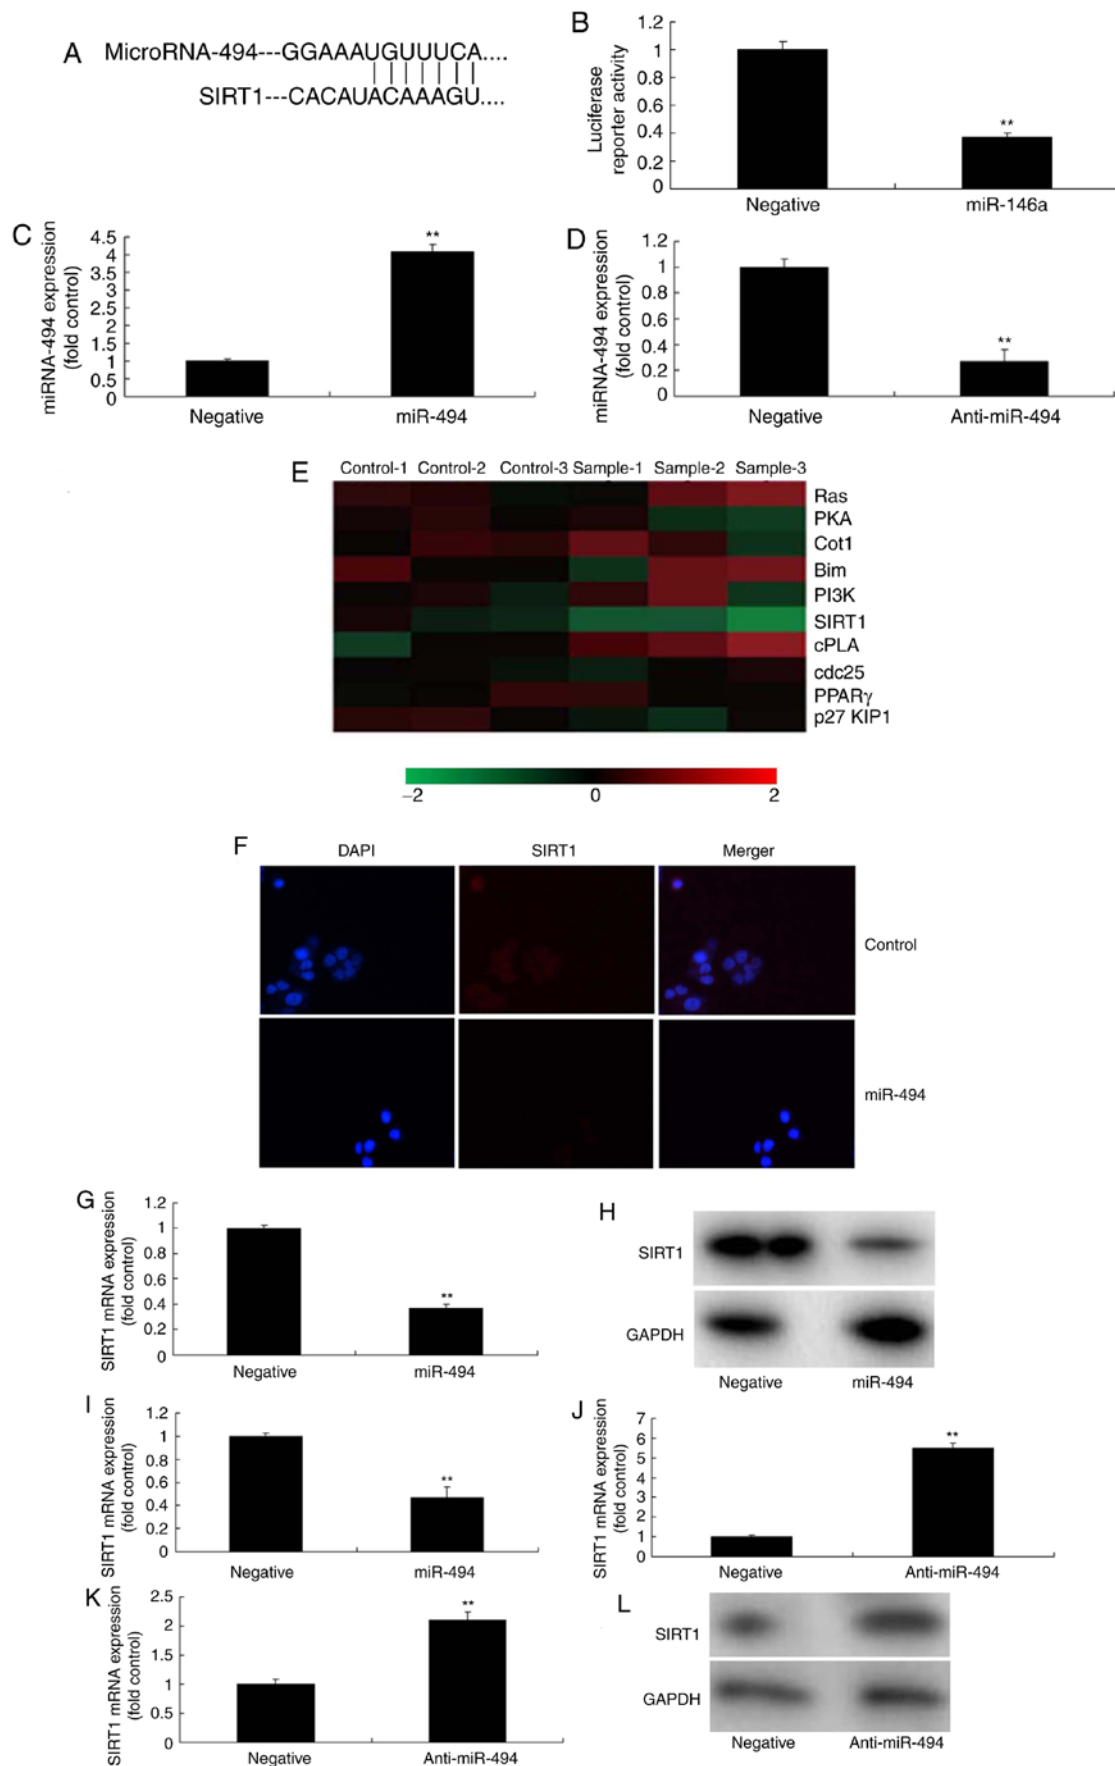 A
MicroRNA-494---GGAAAUGUUUCA....
SIRT1---CACAUACAAAGU....
B
Luciferase
reporter activity
1.2
1
0.8
0.6
0.4
0.2
0
**
Negative
miR-146a
C
miRNA-494 expression
(fold control)
4.5
4
3.5
2.5
2
1.5
1
0.5
0
**
Negative
miR-494
D
miRNA-494 expression
(fold control)
1.2
1
0.8
0.6
0.4
0.2
0
**
Negative
Anti-miR-494
E
Control-1 Control-2 Control-3 Sample-1 Sample-2 Sample-3
Ras
PKA
Cot1
Bim
PI3K
SIRT1
cPLA
cdc25
PPARγ
p27 KIP1
−2 0 2
F
DAPI SIRT1 Merger
Control
miR-494
G
SIRT1 mRNA expression
(fold control)
1.2
1
0.8
0.6
0.4
0.2
0
**
Negative
miR-494
H
SIRT1
GAPDH
Negative miR-494
I
SIRT1 mRNA expression
(fold control)
1.2
1
0.8
0.6
0.4
0.2
0
**
Negative
miR-494
J
SIRT1 mRNA expression
(fold control)
7
6
5
4
3
2
1
0
**
Negative
Anti-miR-494
K
SIRT1 mRNA expression
(fold control)
2.5
2
1.5
1
0.5
0
**
Negative
Anti-miR-494
L
SIRT1
GAPDH
Negative Anti-miR-494